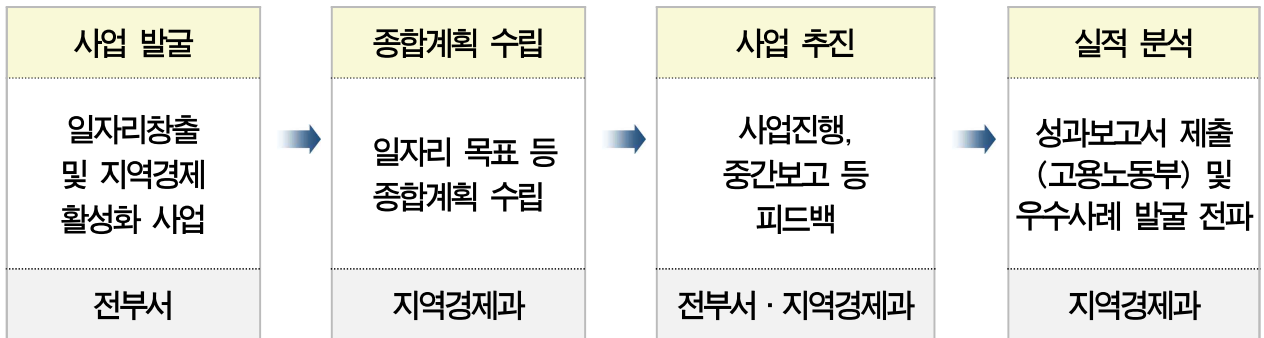 사업 발굴
일자리창출
및 지역경제
활성화 사업
전부서
종합계획 수립
일자리 목표 등
종합계획 수립
지역경제과
사업 추진
사업진행,
중간보고 등
피드백
전부서·지역경제과
실적 분석
성과보고서 제출
(고용노동부) 및
우수사례 발굴 전파
지역경제과